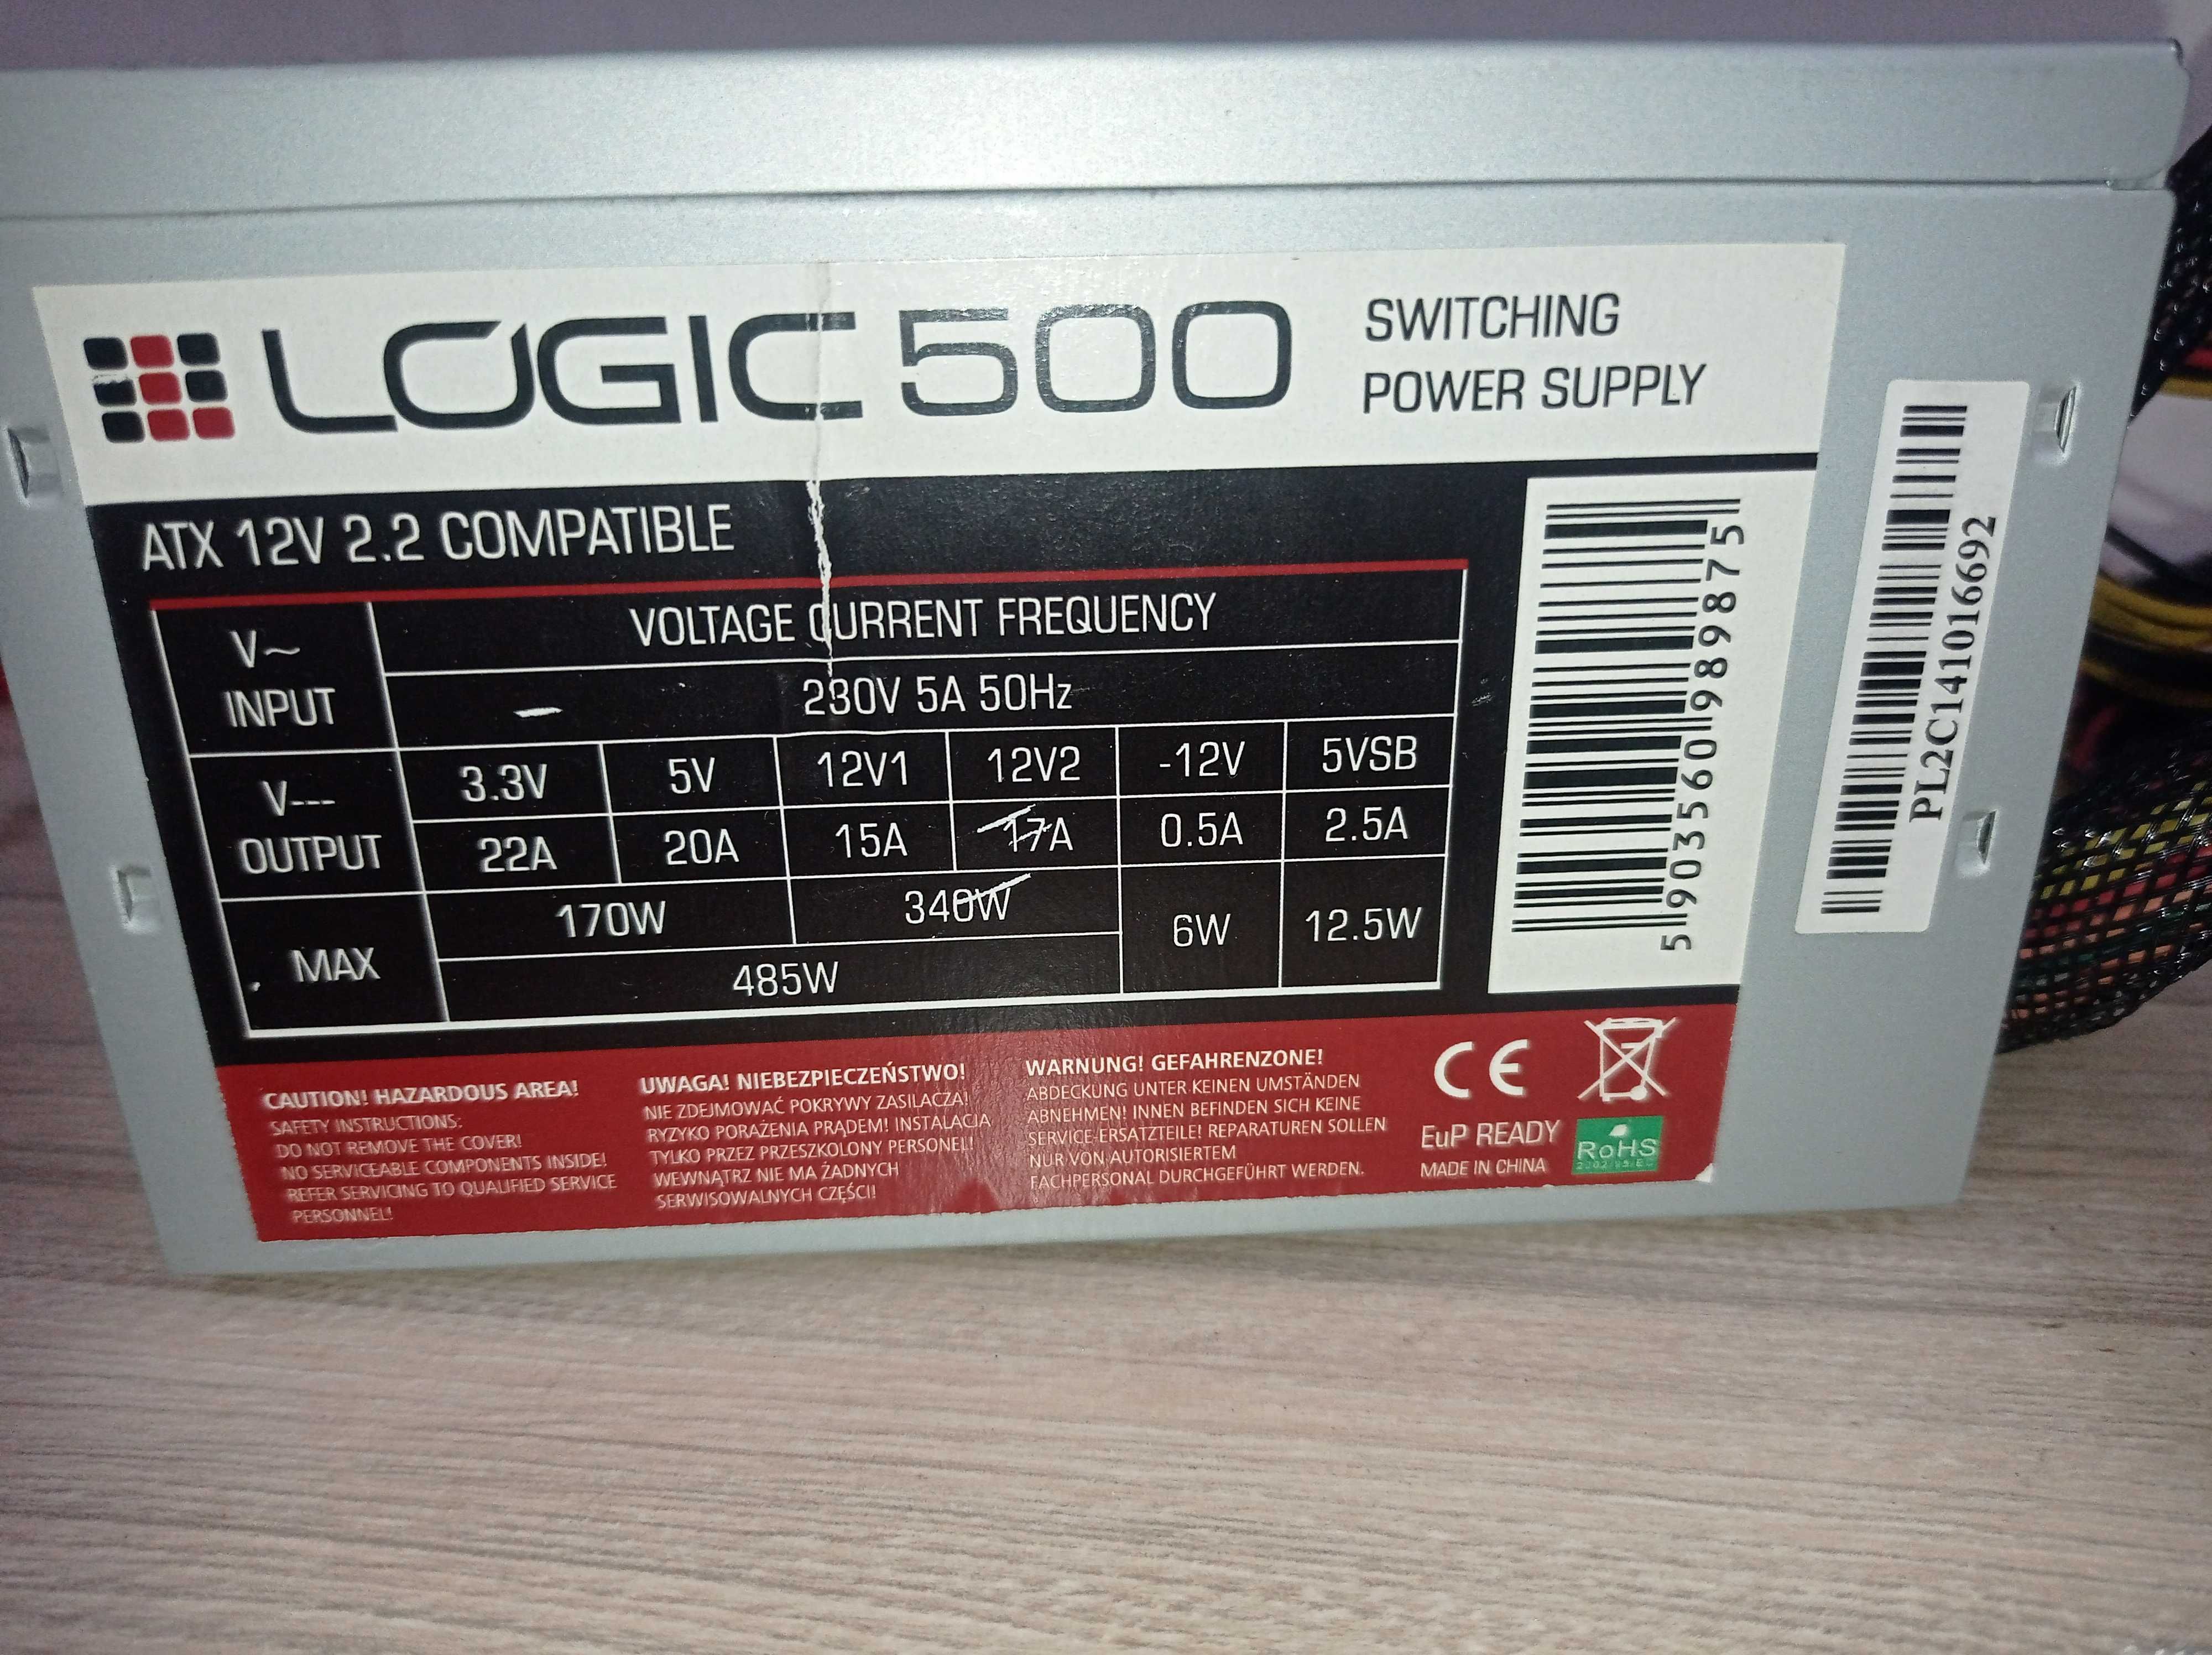 LOGIC 500
SWITCHING
POWER SUPPLY
ATX 12V 2.2 COMPATIBLE
V~
INPUT
VOLTAGE CURRENT FREQUENCY
230V 5A 50Hz
V---
OUTPUT
3.3V 5V 12V1 12V2 -12V 5VSB
22A 20A 15A 17A 0.5A 2.5A
MAX
170W 340W 6W 12.5W
485W
5 903560 989875
PL2C141016692
CAUTION! HAZARDOUS AREA!
SAFETY INSTRUCTIONS:
DO NOT REMOVE THE COVER!
NO SERVICEABLE COMPONENTS INSIDE!
REFER SERVICING TO QUALIFIED SERVICE
PERSONNEL!
UWAGA! NIEBEZPIECZEŃSTWO!
NIE ZDEJMOWAĆ POKRYWY ZASILACZA!
RYZYKO PORAŻENIA PRĄDEM! INSTALACJA
TYLKO PRZEZ PRZESZKOLONY PERSONEL!
WEWNĄTRZ NIE MA ŻADNYCH
SERWISOWALNYCH CZĘŚCI!
WARNUNG! GEFAHRENZONE!
ABDECKUNG UNTER KEINEN UMSTÄNDEN
ABNEHMEN! INNEN BEFINDEN SICH KEINE
SERVICE-ERSATZTEILE! REPARATUREN SOLLEN
NUR VON AUTORISIERTEM
FACHPERSONAL DURCHGEFÜHRT WERDEN.
CE
EuP READY
MADE IN CHINA
RoHS
2002/95/EC